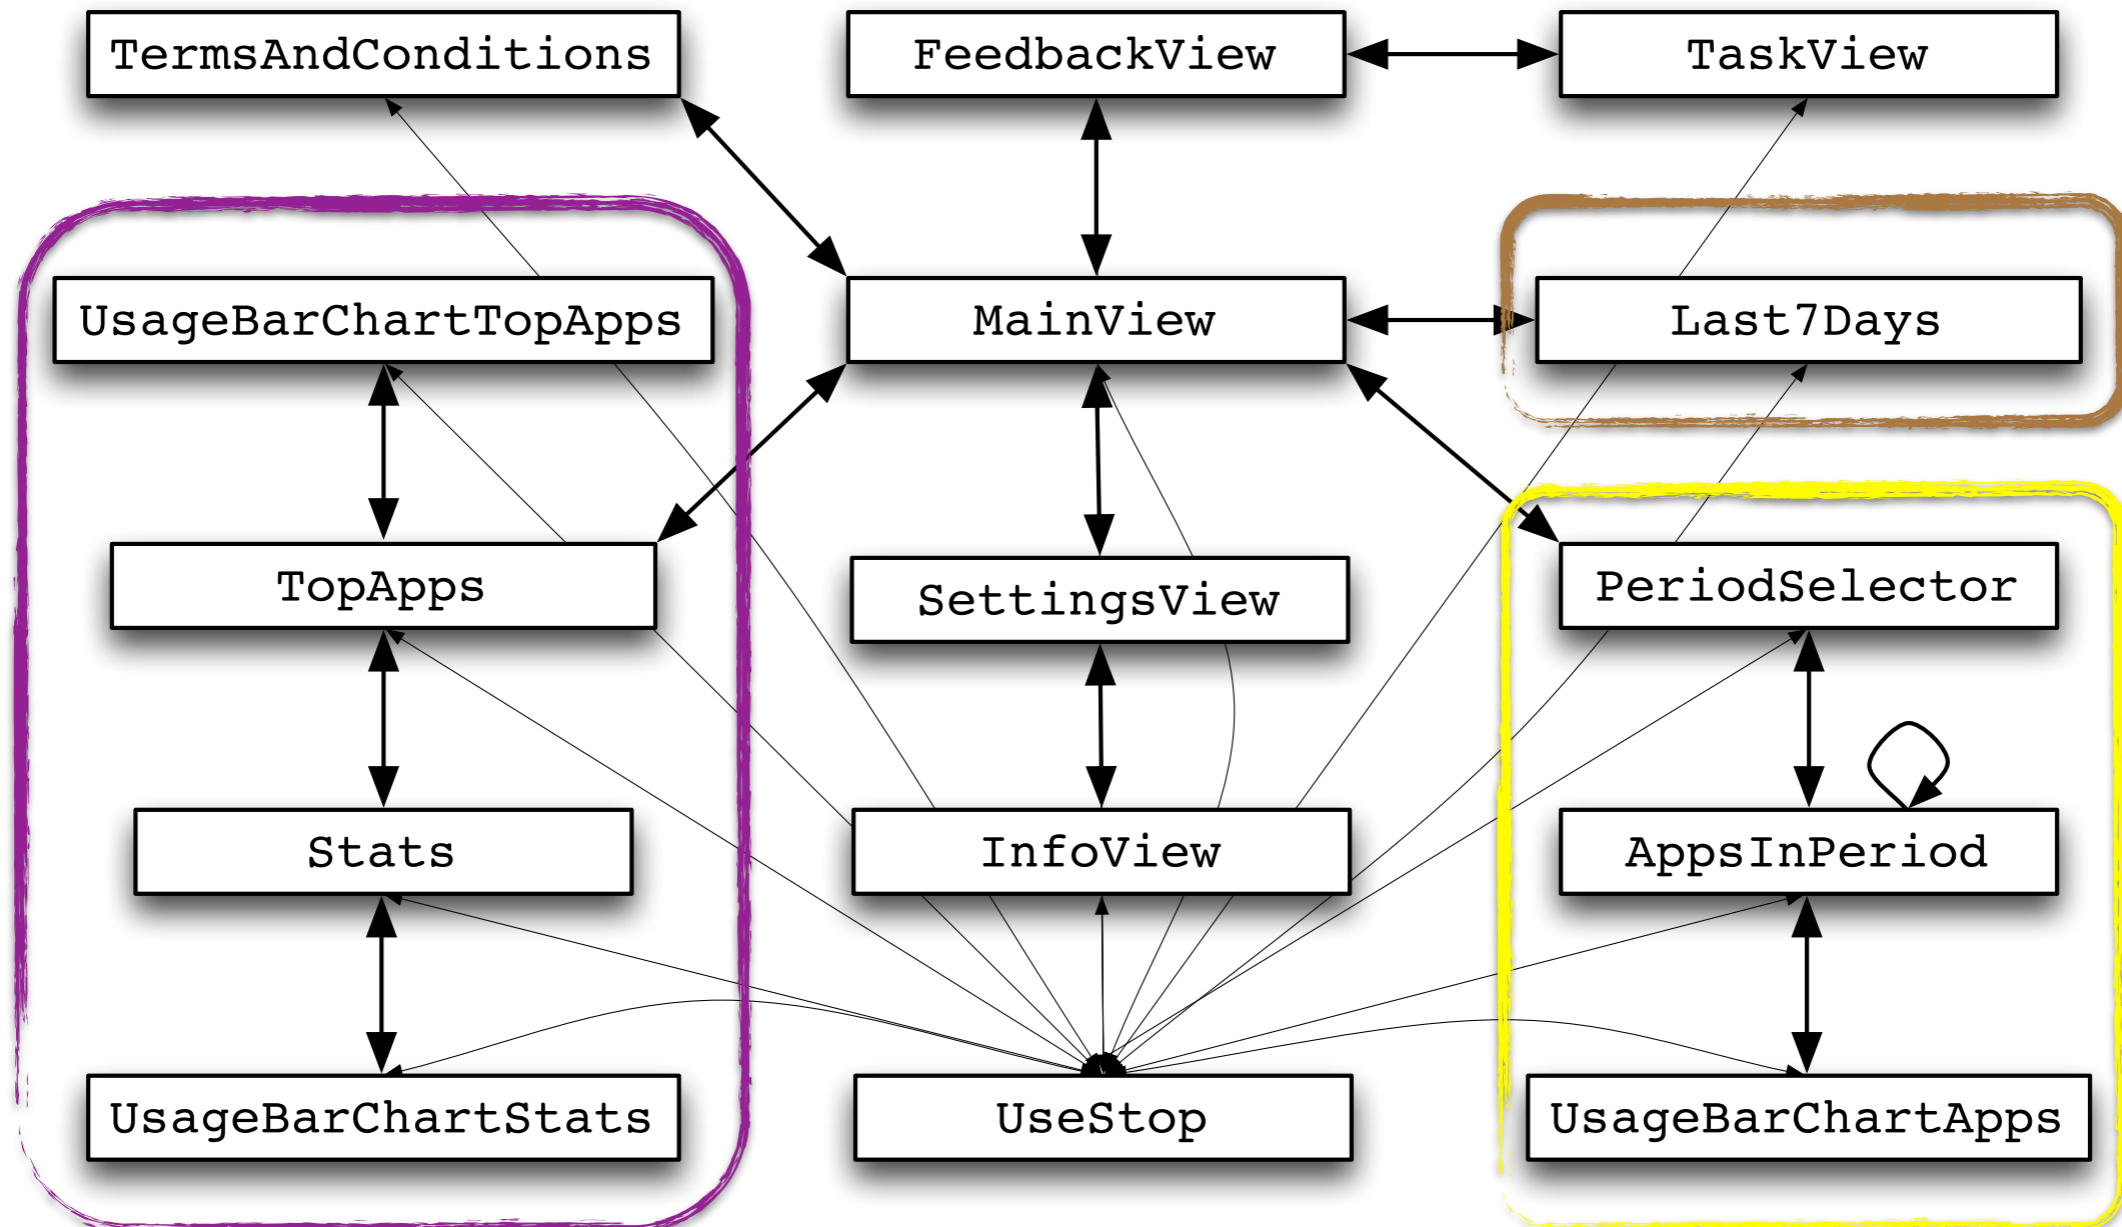 TermsAndConditions
FeedbackView
TaskView
UsageBarChartTopApps
MainView
Last7Days
TopApps
SettingsView
PeriodSelector
Stats
InfoView
AppsInPeriod
UsageBarChartStats
UseStop
UsageBarChartApps